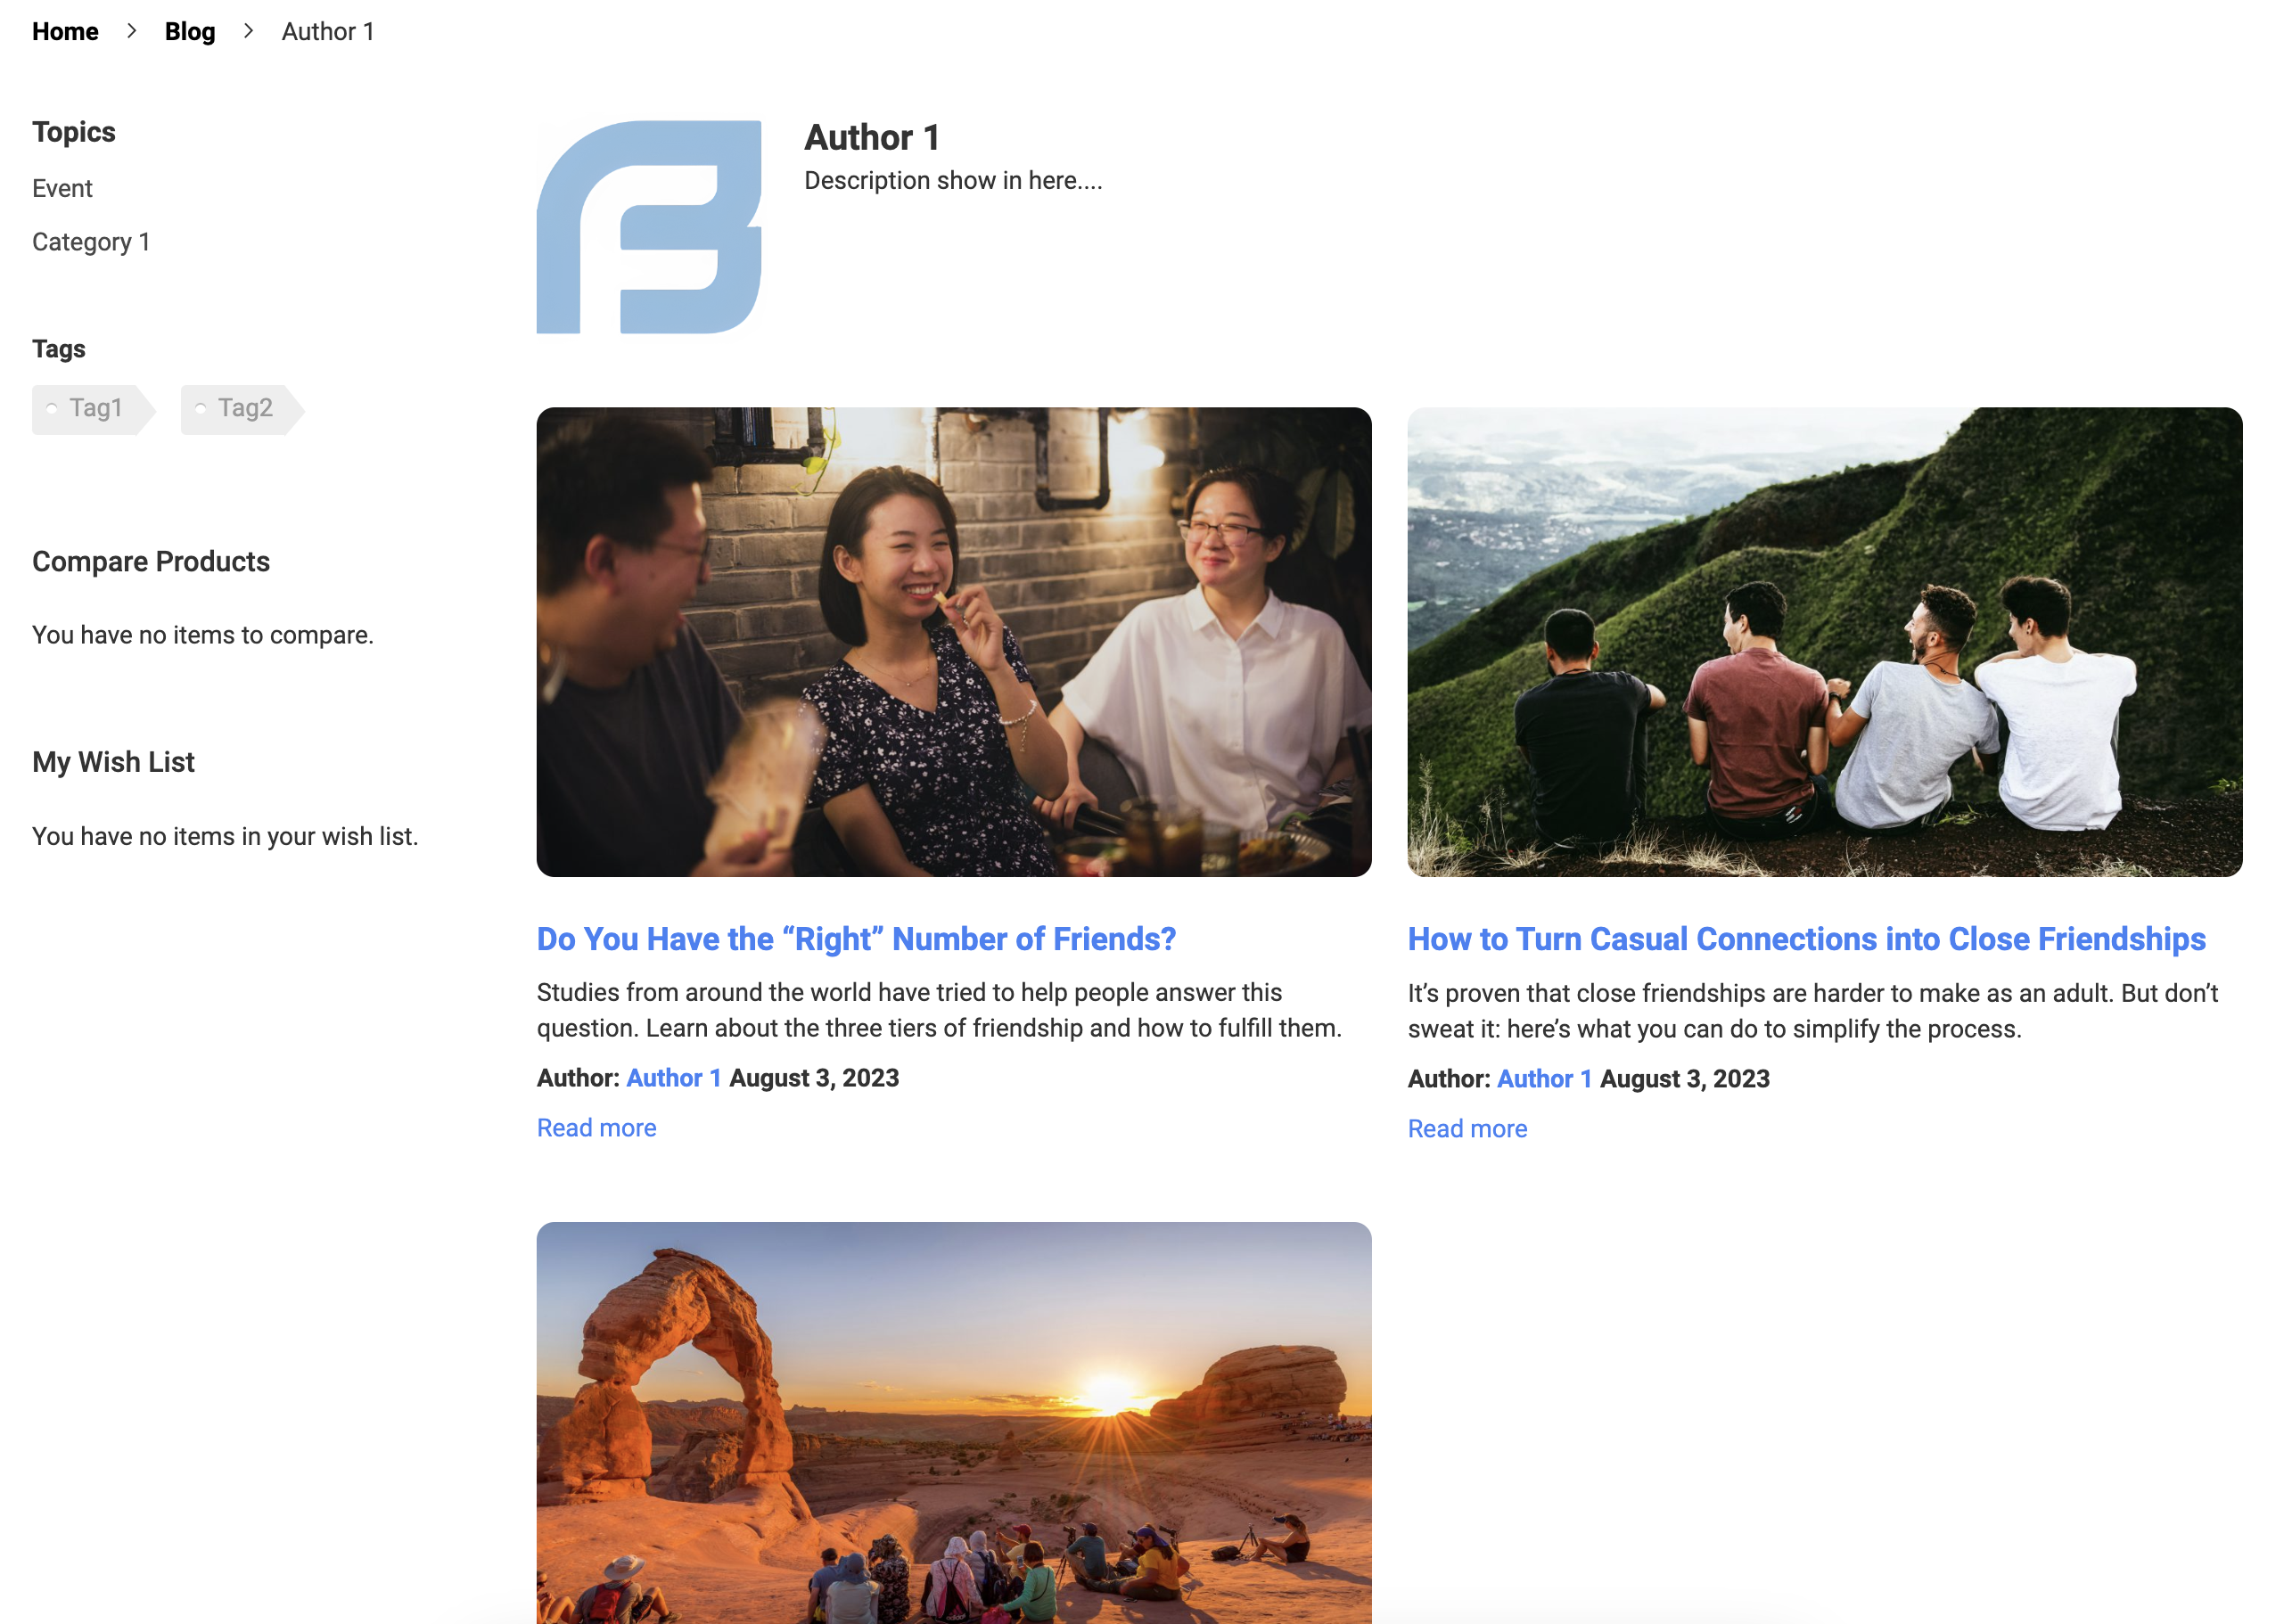 Home > Blog > Author 1
Topics
Event
Category 1
Tags
Tag1 Tag2
Compare Products
You have no items to compare.
My Wish List
You have no items in your wish list.
Author 1
Description show in here....
Do You Have the “Right” Number of Friends?
Studies from around the world have tried to help people answer this
question. Learn about the three tiers of friendship and how to fulfill them.
Author: Author 1 August 3, 2023
Read more
How to Turn Casual Connections into Close Friendships
It’s proven that close friendships are harder to make as an adult. But don’t
sweat it: here’s what you can do to simplify the process.
Author: Author 1 August 3, 2023
Read more